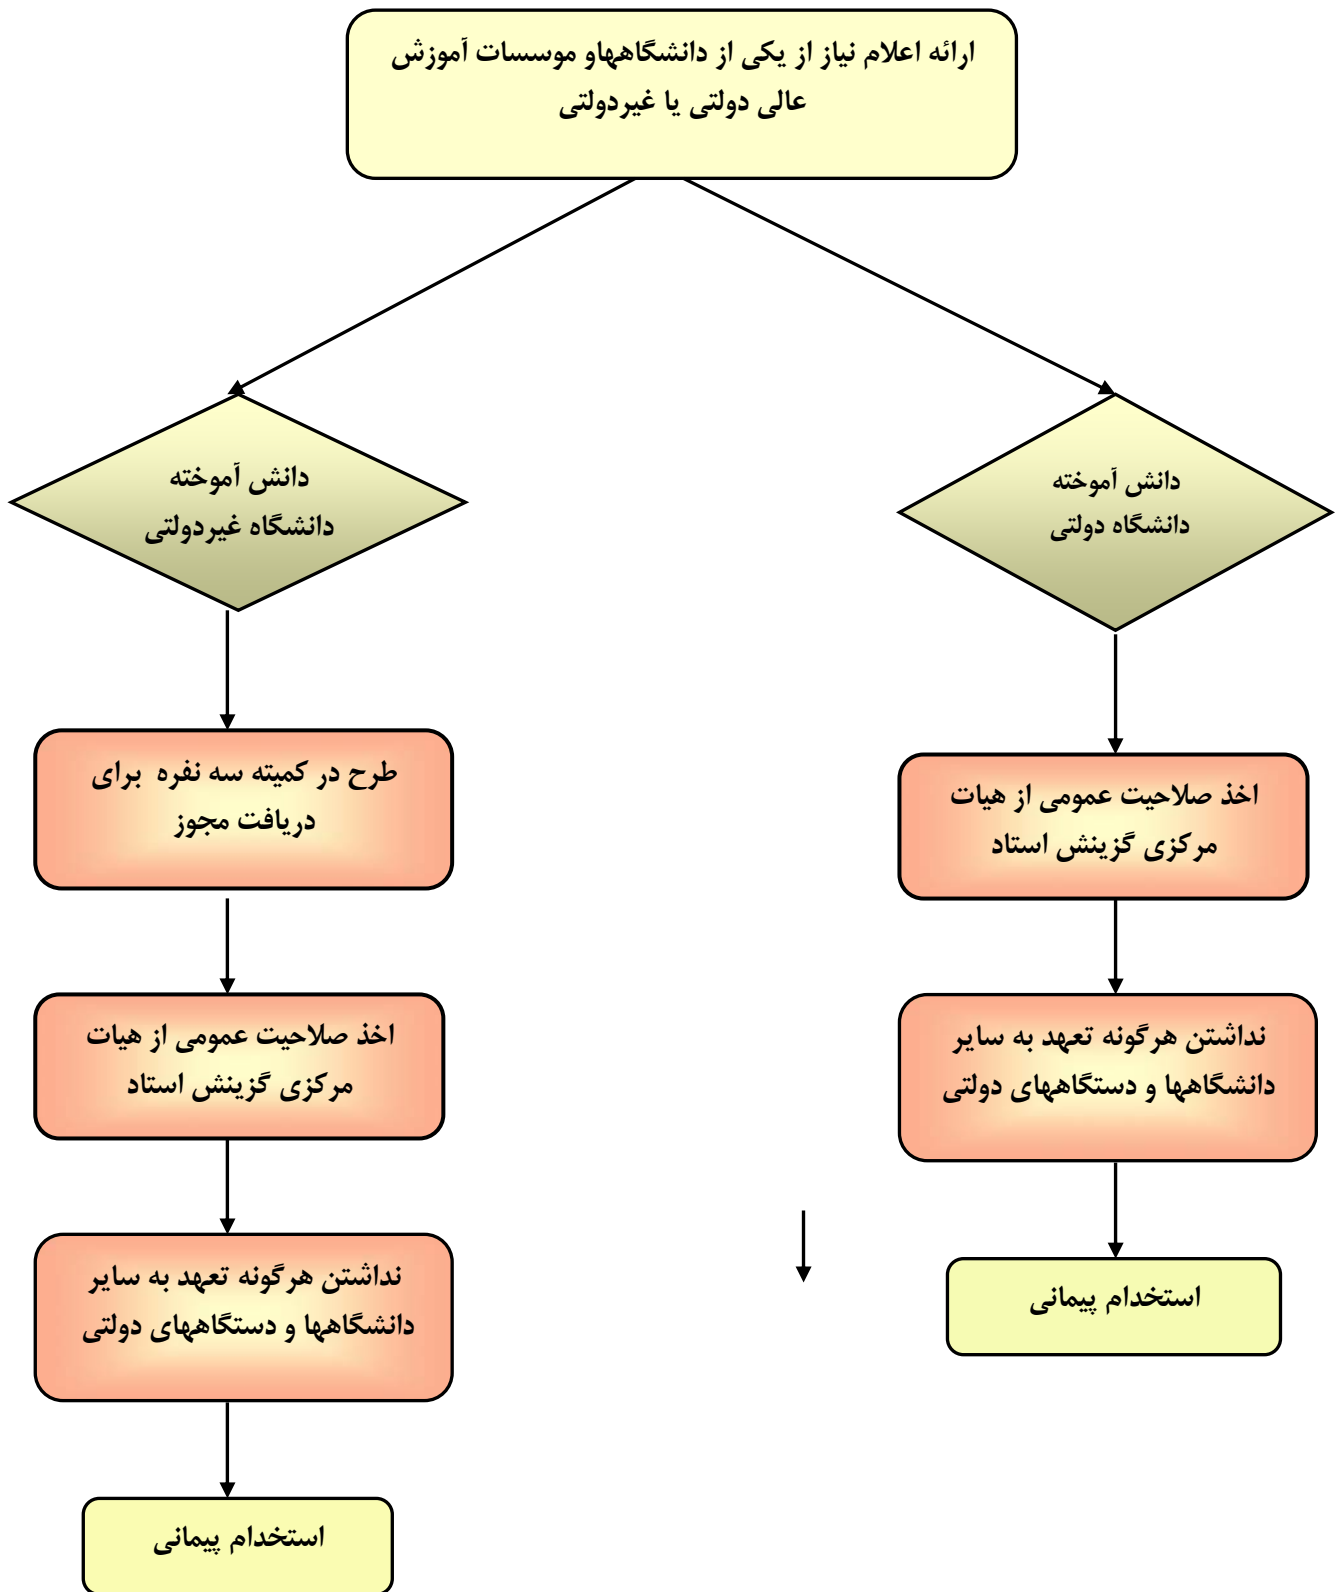 ارائه اعلام نیاز از یکی از دانشگاههاو موسسات آموزش
عالی دولتی یا غیردولتی
دانش آموخته
دانشگاه دولتی
اخذ صلاحیت عمومی از هیات
مرکزی گزینش استاد
نداشتن هرگونه تعهد به سایر
دانشگاهها و دستگاههای دولتی
استخدام پیمانی
دانش آموخته
دانشگاه غیردولتی
طرح در کمیته سه نفره برای
دریافت مجوز
اخذ صلاحیت عمومی از هیات
مرکزی گزینش استاد
نداشتن هرگونه تعهد به سایر
دانشگاهها و دستگاههای دولتی
استخدام پیمانی